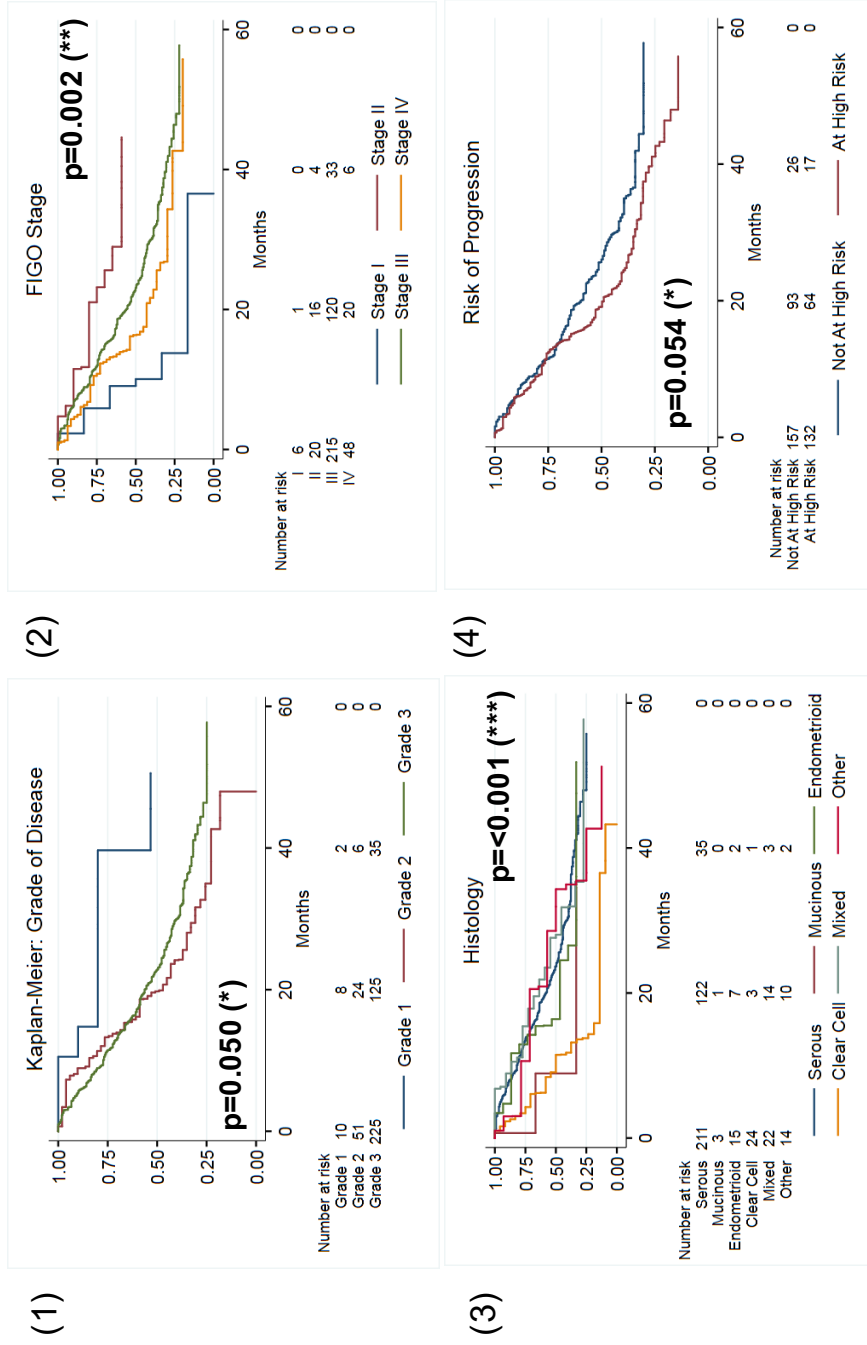 (1)
Kaplan-Meier: Grade of Disease
1.00
0.75
0.50
0.25
0.00
p=0.050 (*)
0 20 40 60
Months
Number at risk
Grade 1 10 8 2 0
Grade 2 51 24 6 0
Grade 3 225 125 35 0
Grade 1 Grade 2 Grade 3
(2)
FIGO Stage
p=0.002 (**)
1.00
0.75
0.50
0.25
0.00
0 20 40 60
Months
Number at risk
I 6 1 0 0
II 20 16 4 0
III 215 120 33 0
IV 48 20 6 0
Stage I Stage II
Stage III Stage IV
(3)
Histology
p=<0.001 (***)
1.00
0.75
0.50
0.25
0.00
0 20 40 60
Months
Number at risk
Serous 211 122 35 0
Mucinous 3 1 0 0
Endometrioid 15 7 2 0
Clear Cell 24 3 1 0
Mixed 22 14 3 0
Other 14 10 2 0
Serous Mucinous Endometrioid
Clear Cell Mixed Other
(4)
Risk of Progression
1.00
0.75
0.50
0.25
0.00
p=0.054 (*)
0 20 40 60
Months
Number at risk
Not At High Risk 157 93 26 0
At High Risk 132 64 17 0
Not At High Risk At High Risk